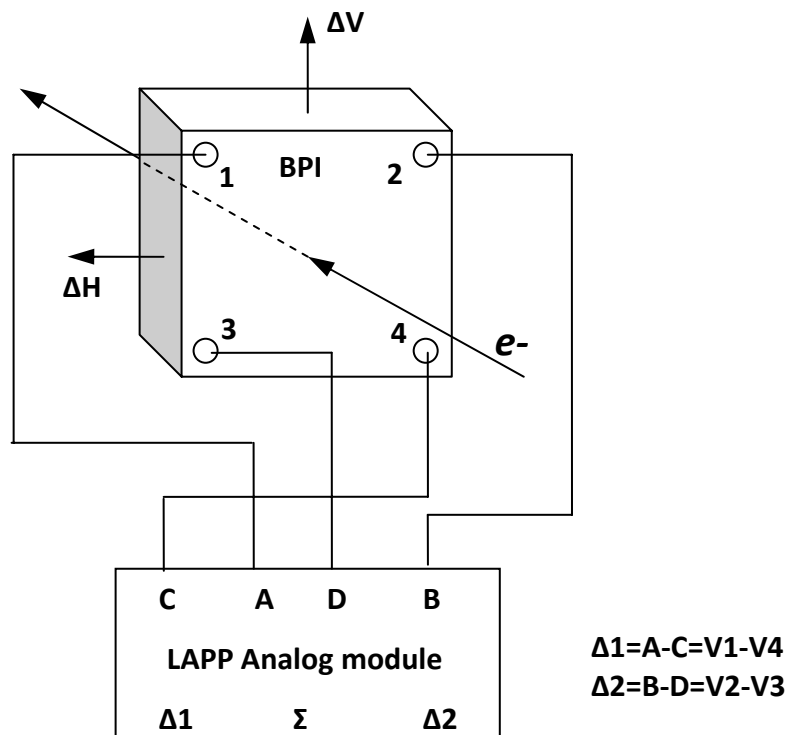 ΔV
1
BPI
2
ΔH
3
4
e-
C A D B
LAPP Analog module
Δ1 Σ Δ2
Δ1=A-C=V1-V4
Δ2=B-D=V2-V3